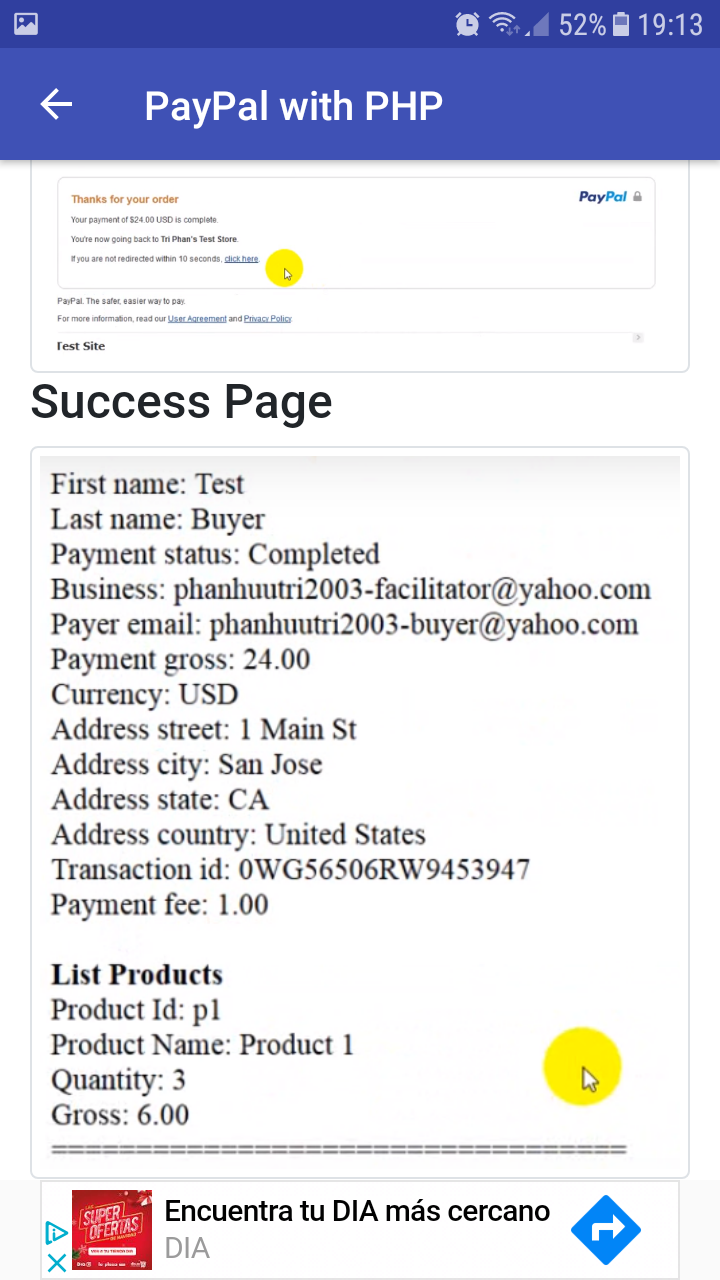 52% 19:13
PayPal with PHP
Thanks for your order
PayPal
Your payment of $24.00 USD is complete.
You're now going back to Tri Phan's Test Store.
If you are not redirected within 10 seconds, click here.
PayPal. The safer, easier way to pay.
For more information, read our User Agreement and Privacy Policy.
Test Site
Success Page
First name: Test
Last name: Buyer
Payment status: Completed
Business: phanhuutri2003-facilitator@yahoo.com
Payer email: phanhuutri2003-buyer@yahoo.com
Payment gross: 24.00
Currency: USD
Address street: 1 Main St
Address city: San Jose
Address state: CA
Address country: United States
Transaction id: 0WG56506RW9453947
Payment fee: 1.00
List Products
Product Id: p1
Product Name: Product 1
Quantity: 3
Gross: 6.00
==================================
SUPER
OFERTAS
Encuentra tu DIA más cercano
DIA